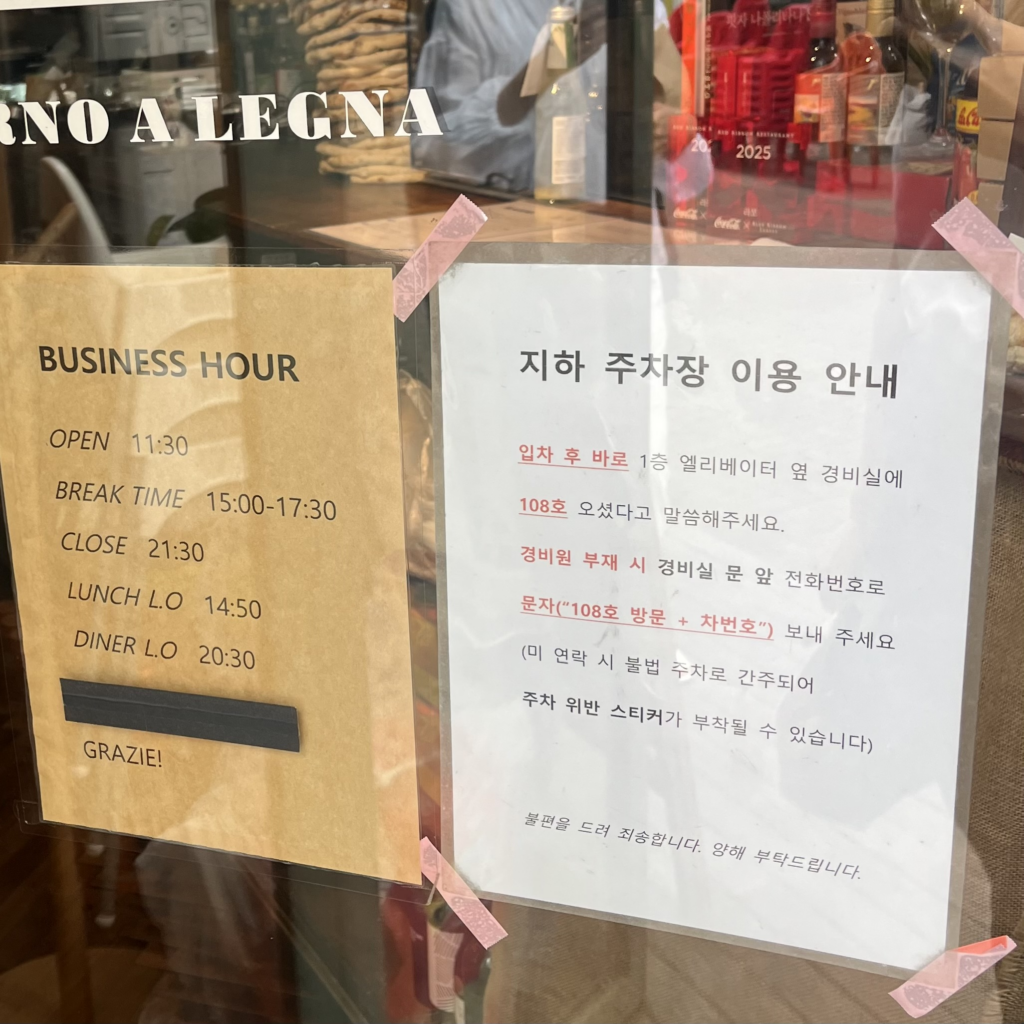 RNO A LEGNA
2025
Coca-Cola
Coca-Cola
BUSINESS HOUR
OPEN 11:30
BREAK TIME 15:00-17:30
CLOSE 21:30
LUNCH L.O 14:50
DINER L.O 20:30
GRAZIE!
지하 주차장 이용 안내
입차 후 바로 1층 엘리베이터 옆 경비실에
108호 오셨다고 말씀해주세요.
경비원 부재 시 경비실 문 앞 전화번호로
문자("108호 방문 + 차번호") 보내 주세요
(미 연락 시 불법 주차로 간주되어
주차 위반 스티커가 부착될 수 있습니다)
불편을 드려 죄송합니다. 양해 부탁드립니다.